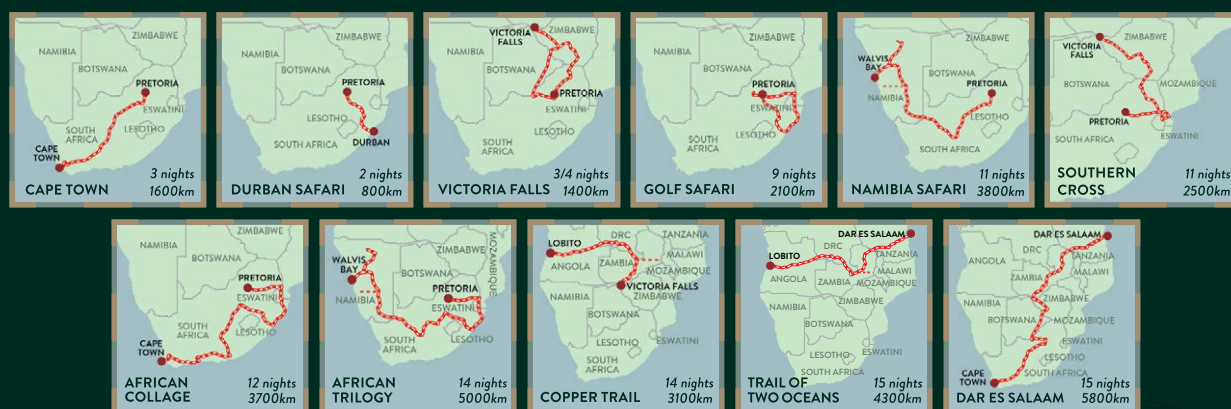 NAMIBIA
ZIMBABWE
BOTSWANA
PRETORIA
ESWATINI
LESOTHO
SOUTH
AFRICA
CAPE
TOWN
3 nights
CAPE TOWN 1600km
NAMIBIA
ZIMBABWE
BOTSWANA
PRETORIA
ESWATINI
LESOTHO
SOUTH AFRICA
DURBAN
2 nights
DURBAN SAFARI 800km
VICTORIA
FALLS
ZIMBABWE
NAMIBIA
BOTSWANA
PRETORIA
ESWATINI
LESOTHO
SOUTH
AFRICA
3/4 nights
VICTORIA FALLS 1400km
ZIMBABWE
NAMIBIA
BOTSWANA
PRETORIA
ESWATINI
LESOTHO
SOUTH
AFRICA
9 nights
GOLF SAFARI 2100km
ZIMBABWE
WALVIS
BAY
BOTSWANA
PRETORIA
NAMIBIA
ESWATINI
LESOTHO
SOUTH AFRICA
11 nights
NAMIBIA SAFARI 3800km
ZIMBABWE
VICTORIA
FALLS
BOTSWANA
MOZAMBIQUE
PRETORIA
ESWATINI
SOUTH AFRICA
SOUTHERN 11 nights
CROSS 2500km
ZIMBABWE
NAMIBIA
BOTSWANA
PRETORIA
ESWATINI
SOUTH
AFRICA
LESOTHO
CAPE
TOWN
AFRICAN 12 nights
COLLAGE 3700km
ZIMBABWE
MOZAMBIQUE
WALVIS
BAY
BOTSWANA
PRETORIA
NAMIBIA
ESWATINI
LESOTHO
SOUTH
AFRICA
AFRICAN 14 nights
TRILOGY 5000km
LOBITO
DRC
TANZANIA
MALAWI
ANGOLA
ZAMBIA
MOZAMBIQUE
VICTORIA FALLS
ZIMBABWE
NAMIBIA
BOTSWANA
ESWATINI
LESOTHO
SOUTH
AFRICA
14 nights
COPPER TRAIL 3100km
DAR ES SALAAM
DRC
LOBITO
TANZANIA
MALAWI
ANGOLA
ZAMBIA
MOZAMBIQUE
ZIMBABWE
NAMIBIA
BOTSWANA
ESWATINI
LESOTHO
SOUTH AFRICA
TRAIL OF 15 nights
TWO OCEANS 4300km
DAR ES SALAAM
DRC
TANZANIA
ANGOLA
MALAWI
ZAMBIA
ZIMBABWE
NAMIBIA
BOTSWANA
MOZAMBIQUE
ESWATINI
LESOTHO
SOUTH AFRICA
CAPE
TOWN
15 nights
DAR ES SALAAM 5800km